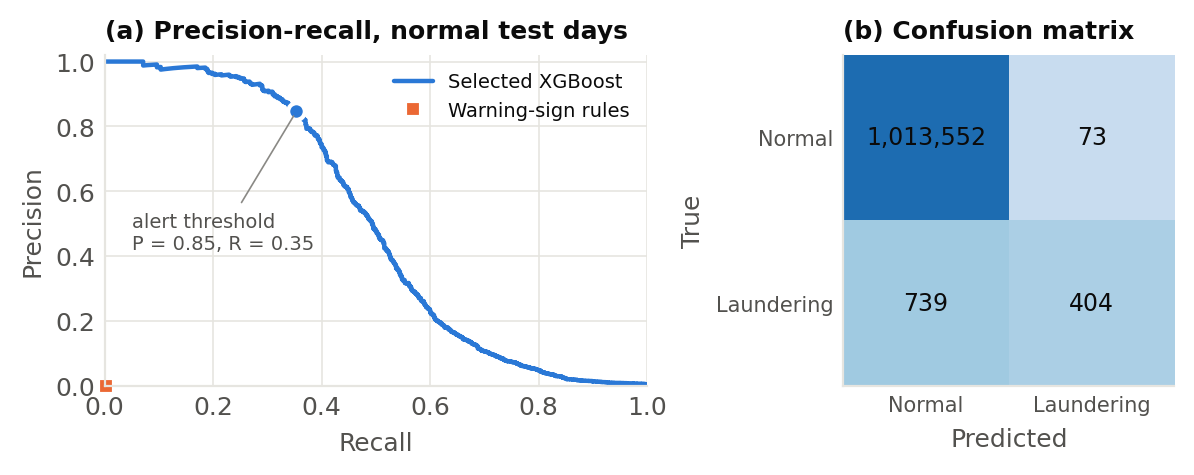 (a) Precision-recall, normal test days
Precision
1.0
0.8
0.6
0.4
0.2
0.0
Selected XGBoost
Warning-sign rules
alert threshold
P = 0.85, R = 0.35
0.0 0.2 0.4 0.6 0.8 1.0
Recall
(b) Confusion matrix
True
Normal 1,013,552 73
Laundering 739 404
Normal Laundering
Predicted